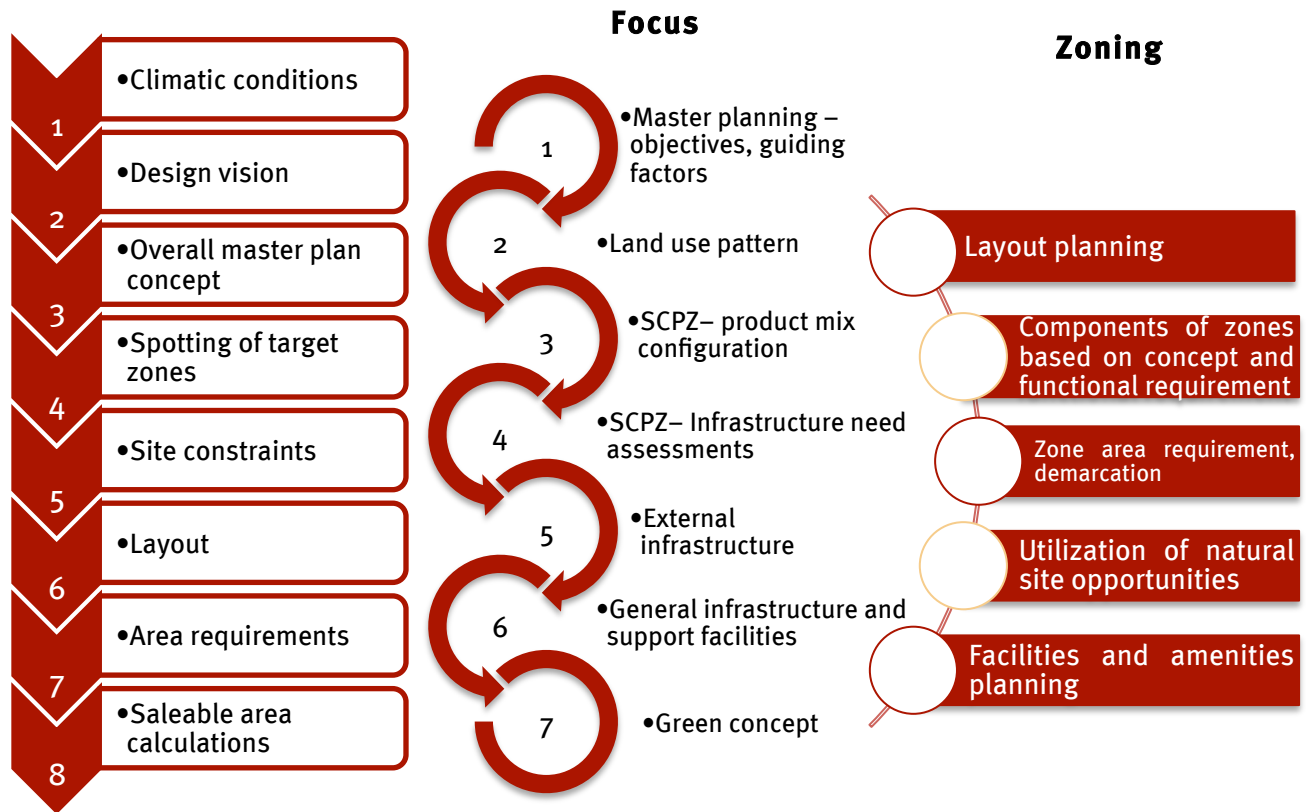 1
•Climatic conditions
2
•Design vision
3
•Overall master plan
concept
4
•Spotting of target
zones
5
•Site constraints
6
•Layout
7
•Area requirements
8
•Saleable area
calculations
Focus
1
•Master planning –
objectives, guiding
factors
2
•Land use pattern
3
•SCPZ– product mix
configuration
4
•SCPZ– Infrastructure need
assessments
5
•External
infrastructure
6
•General infrastructure and
support facilities
7
•Green concept
Zoning
Layout planning
Components of zones
based on concept and
functional requirement
Zone area requirement,
demarcation
Utilization of natural
site opportunities
Facilities and amenities
planning